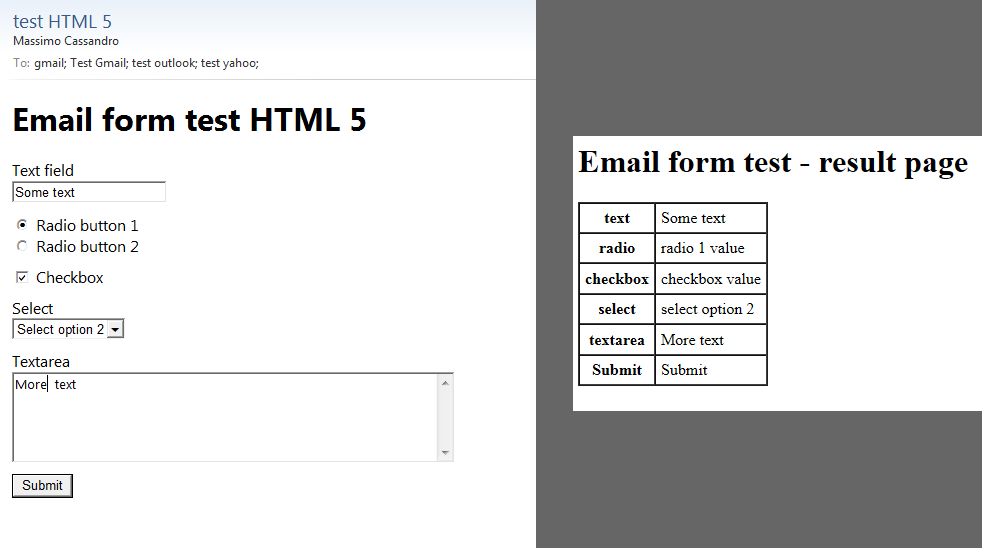 test HTML 5
Massimo Cassandro
To: gmail; Test Gmail; test outlook; test yahoo;
Email form test HTML 5
Text field
Some text
Radio button 1
Radio button 2
Checkbox
Select
Select option 2
Textarea
More text
Submit
Email form test - result page
text Some text
radio radio 1 value
checkbox checkbox value
select select option 2
textarea More text
Submit Submit